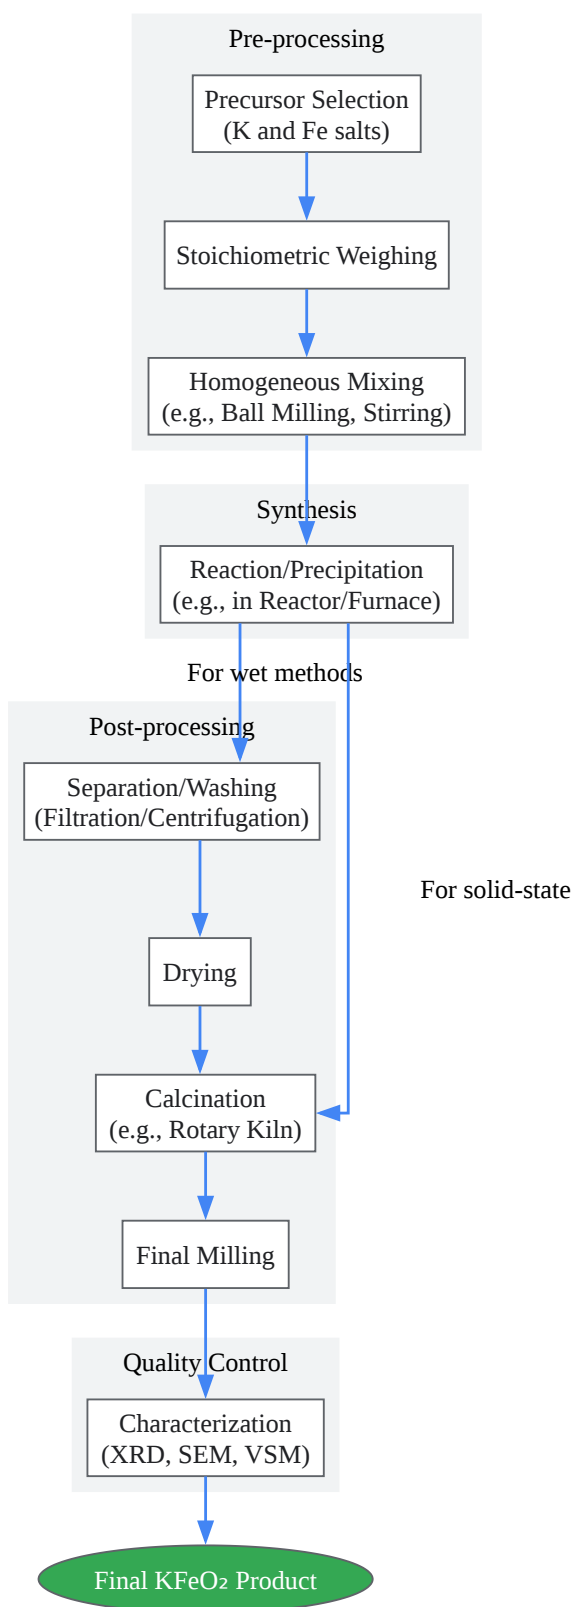 Pre-processing
Precursor Selection
(K and Fe salts)
Stoichiometric Weighing
Homogeneous Mixing
(e.g., Ball Milling, Stirring)
Synthesis
Reaction/Precipitation
(e.g., in Reactor/Furnace)
For wet methods
Post-processing
Separation/Washing
(Filtration/Centrifugation)
For solid-state
Drying
Calcination
(e.g., Rotary Kiln)
Final Milling
Quality Control
Characterization
(XRD, SEM, VSM)
Final KFeO₂ Product